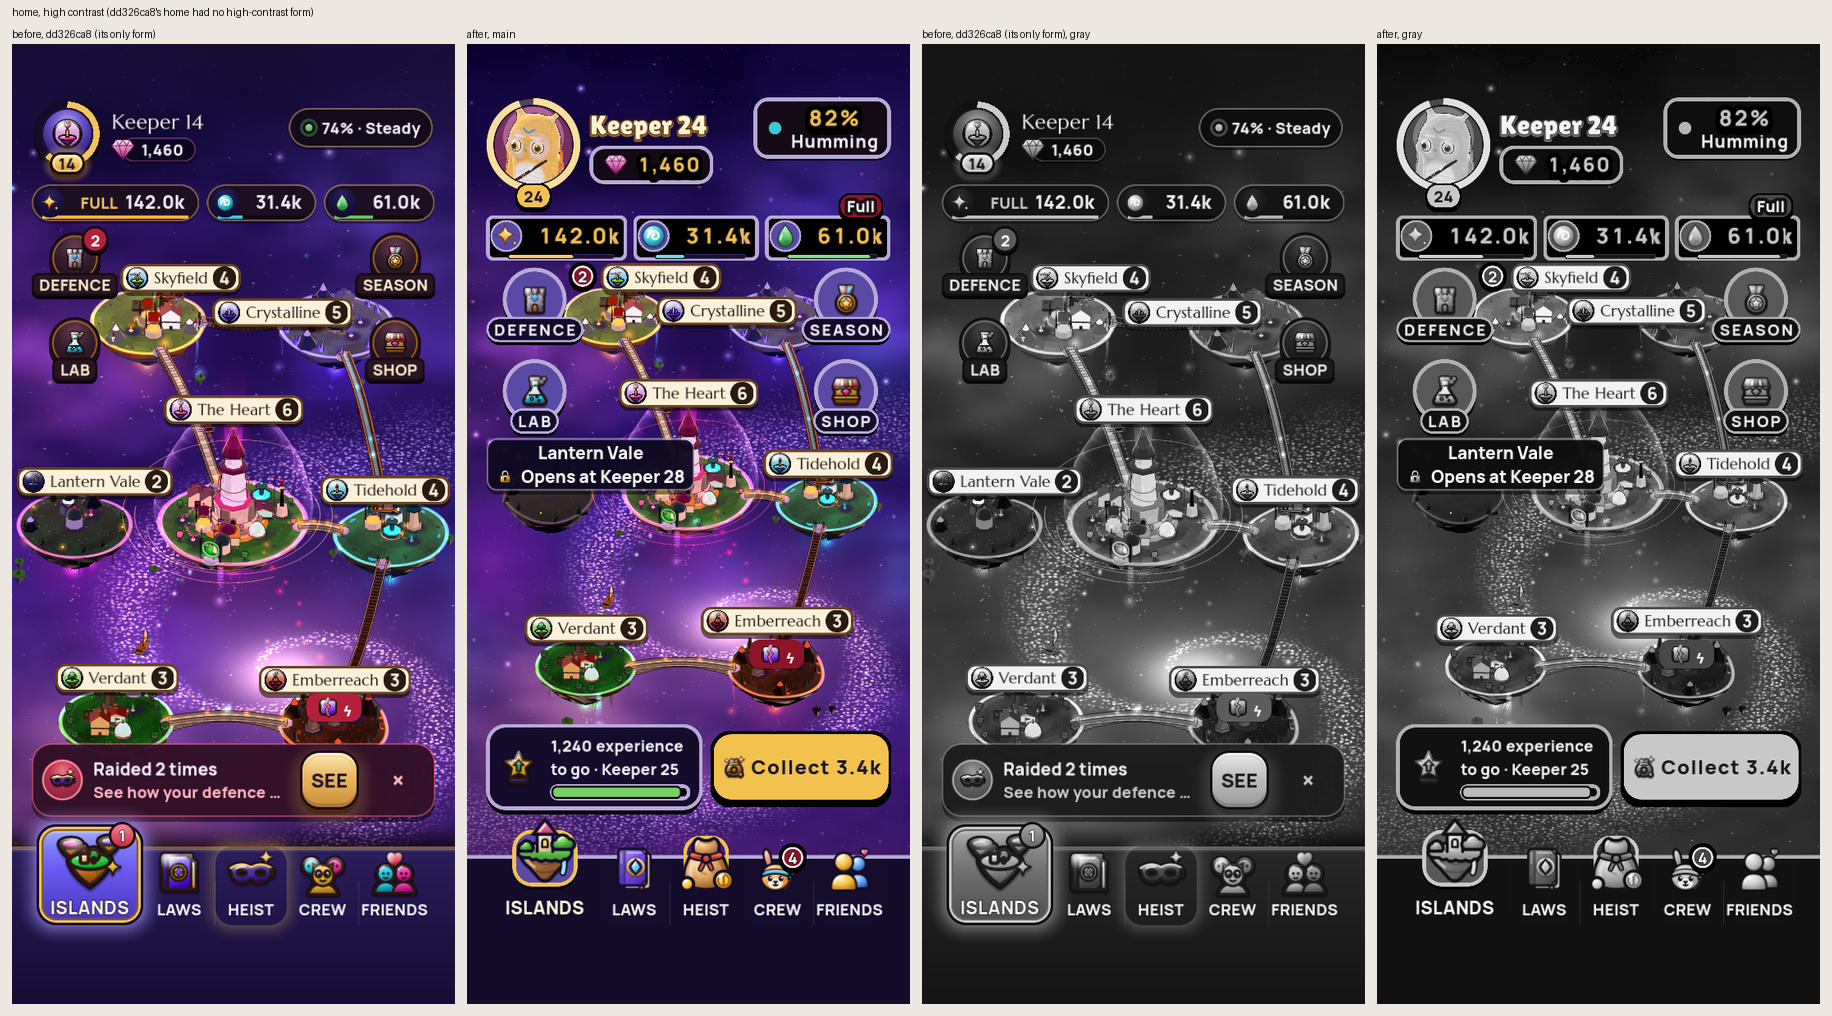 home, high contrast (dd326ca8's home had no high-contrast form)
before, dd326ca8 (its only form)
Keeper 14
1,460
74% · Steady
14
FULL 142.0k
31.4k
61.0k
2
DEFENCE
Skyfield 4
SEASON
Crystalline 5
LAB
SHOP
The Heart 6
Lantern Vale 2
Tidehold 4
Verdant 3
Emberreach 3
Raided 2 times
See how your defence ...
SEE
×
1
ISLANDS
LAWS
HEIST
CREW
FRIENDS
after, main
Keeper 24
1,460
82%
Humming
24
Full
142.0k
31.4k
61.0k
2
Skyfield 4
DEFENCE
Crystalline 5
SEASON
The Heart 6
LAB
SHOP
Lantern Vale
Opens at Keeper 28
Tidehold 4
Verdant 3
Emberreach 3
1,240 experience
to go · Keeper 25
Collect 3.4k
4
ISLANDS
LAWS
HEIST
CREW
FRIENDS
before, dd326ca8 (its only form), gray
Keeper 14
1,460
74% · Steady
14
FULL 142.0k
31.4k
61.0k
2
DEFENCE
Skyfield 4
SEASON
Crystalline 5
LAB
SHOP
The Heart 6
Lantern Vale 2
Tidehold 4
Verdant 3
Emberreach 3
Raided 2 times
See how your defence ...
SEE
×
1
ISLANDS
LAWS
HEIST
CREW
FRIENDS
after, gray
Keeper 24
1,460
82%
Humming
24
Full
142.0k
31.4k
61.0k
2
Skyfield 4
DEFENCE
Crystalline 5
SEASON
The Heart 6
LAB
SHOP
Lantern Vale
Opens at Keeper 28
Tidehold 4
Verdant 3
Emberreach 3
1,240 experience
to go · Keeper 25
Collect 3.4k
4
ISLANDS
LAWS
HEIST
CREW
FRIENDS